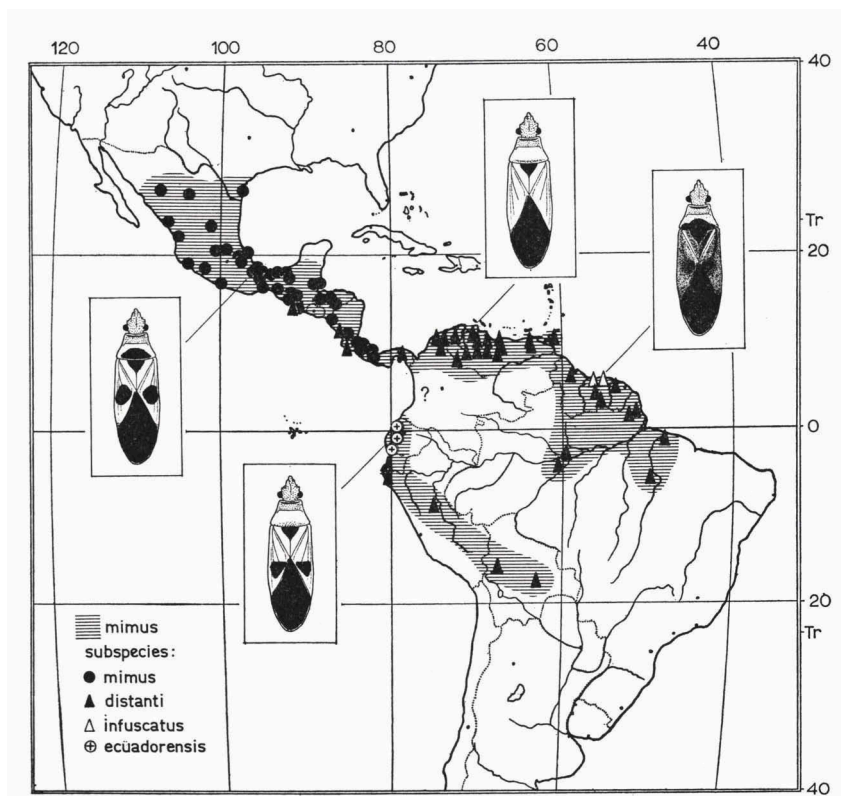 120 100 80 60 40
40
Tr
20
?
0
20
Tr
40
mimus
subspecies:
mimus
distanti
infuscatus
ecüadorensis